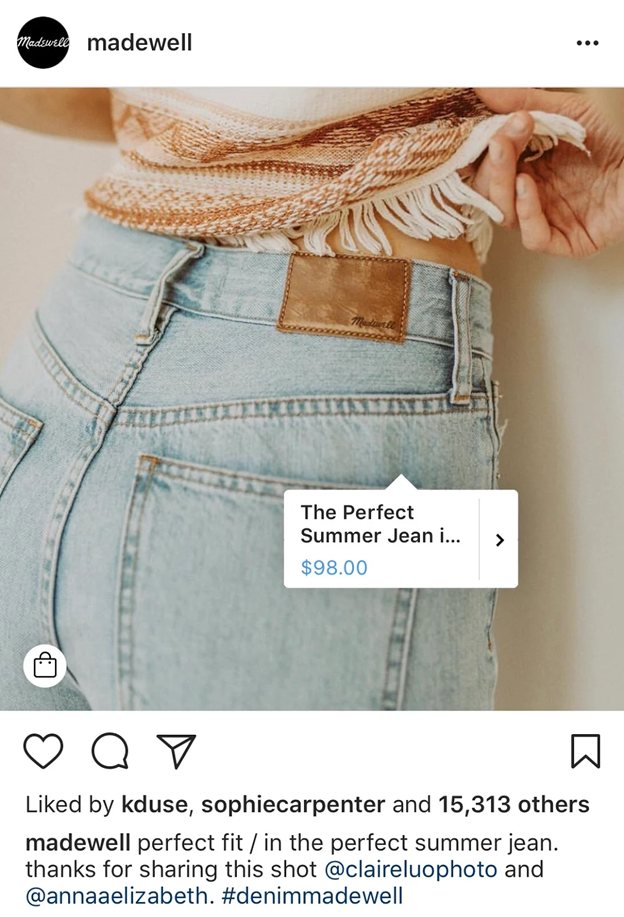 Madewell
madewell
Madewell
The Perfect
Summer Jean i...
$98.00
Liked by kduse, sophiecarpenter and 15,313 others
madewell perfect fit / in the perfect summer jean.
thanks for sharing this shot @claireluophoto and
@annaaelizabeth. #denimmadewell